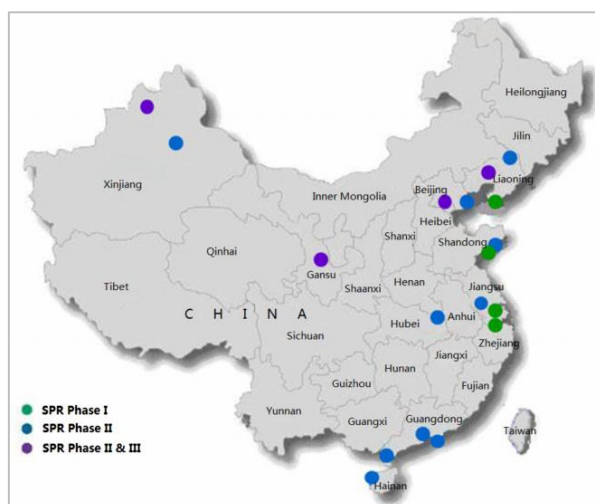 Heilongjiang
Jilin
Liaoning
Xinjiang
Inner Mongolia
Beijing
Heibei
Shanxi
Shandong
Qinhai
Gansu
Tibet
Shaanxi
Henan
Jiangsu
C H I N A
Sichuan
Hubei
Anhui
Zhejiang
Hunan
Jiangxi
Guizhou
Fujian
Yunnan
Guangxi
Guangdong
Taiwan
Hainan
SPR Phase I
SPR Phase II
SPR Phase II & III